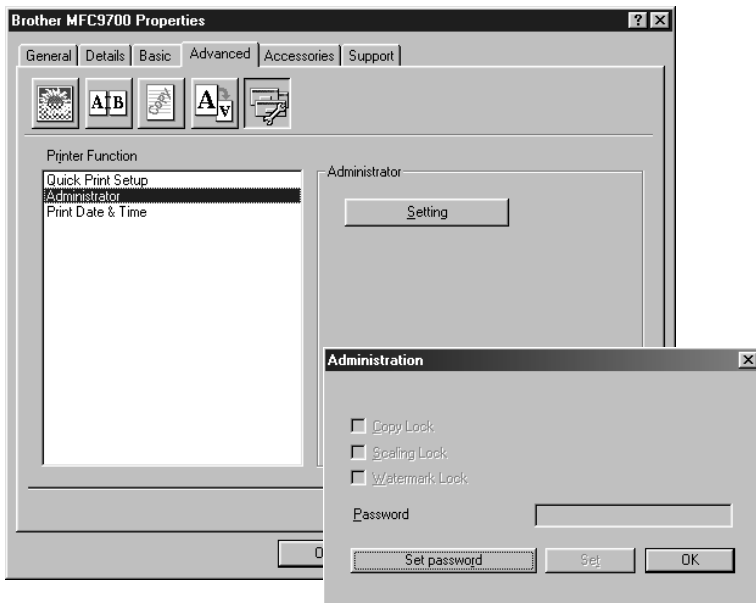 Brother MFC9700 Properties
General Details Basic Advanced Accessories Support
A B Copy A A
Printer Function
Quick Print Setup
Administrator
Print Date & Time
Administrator
Setting
Administration
Copy Lock
Scaling Lock
Watermark Lock
Password
Set password Set OK